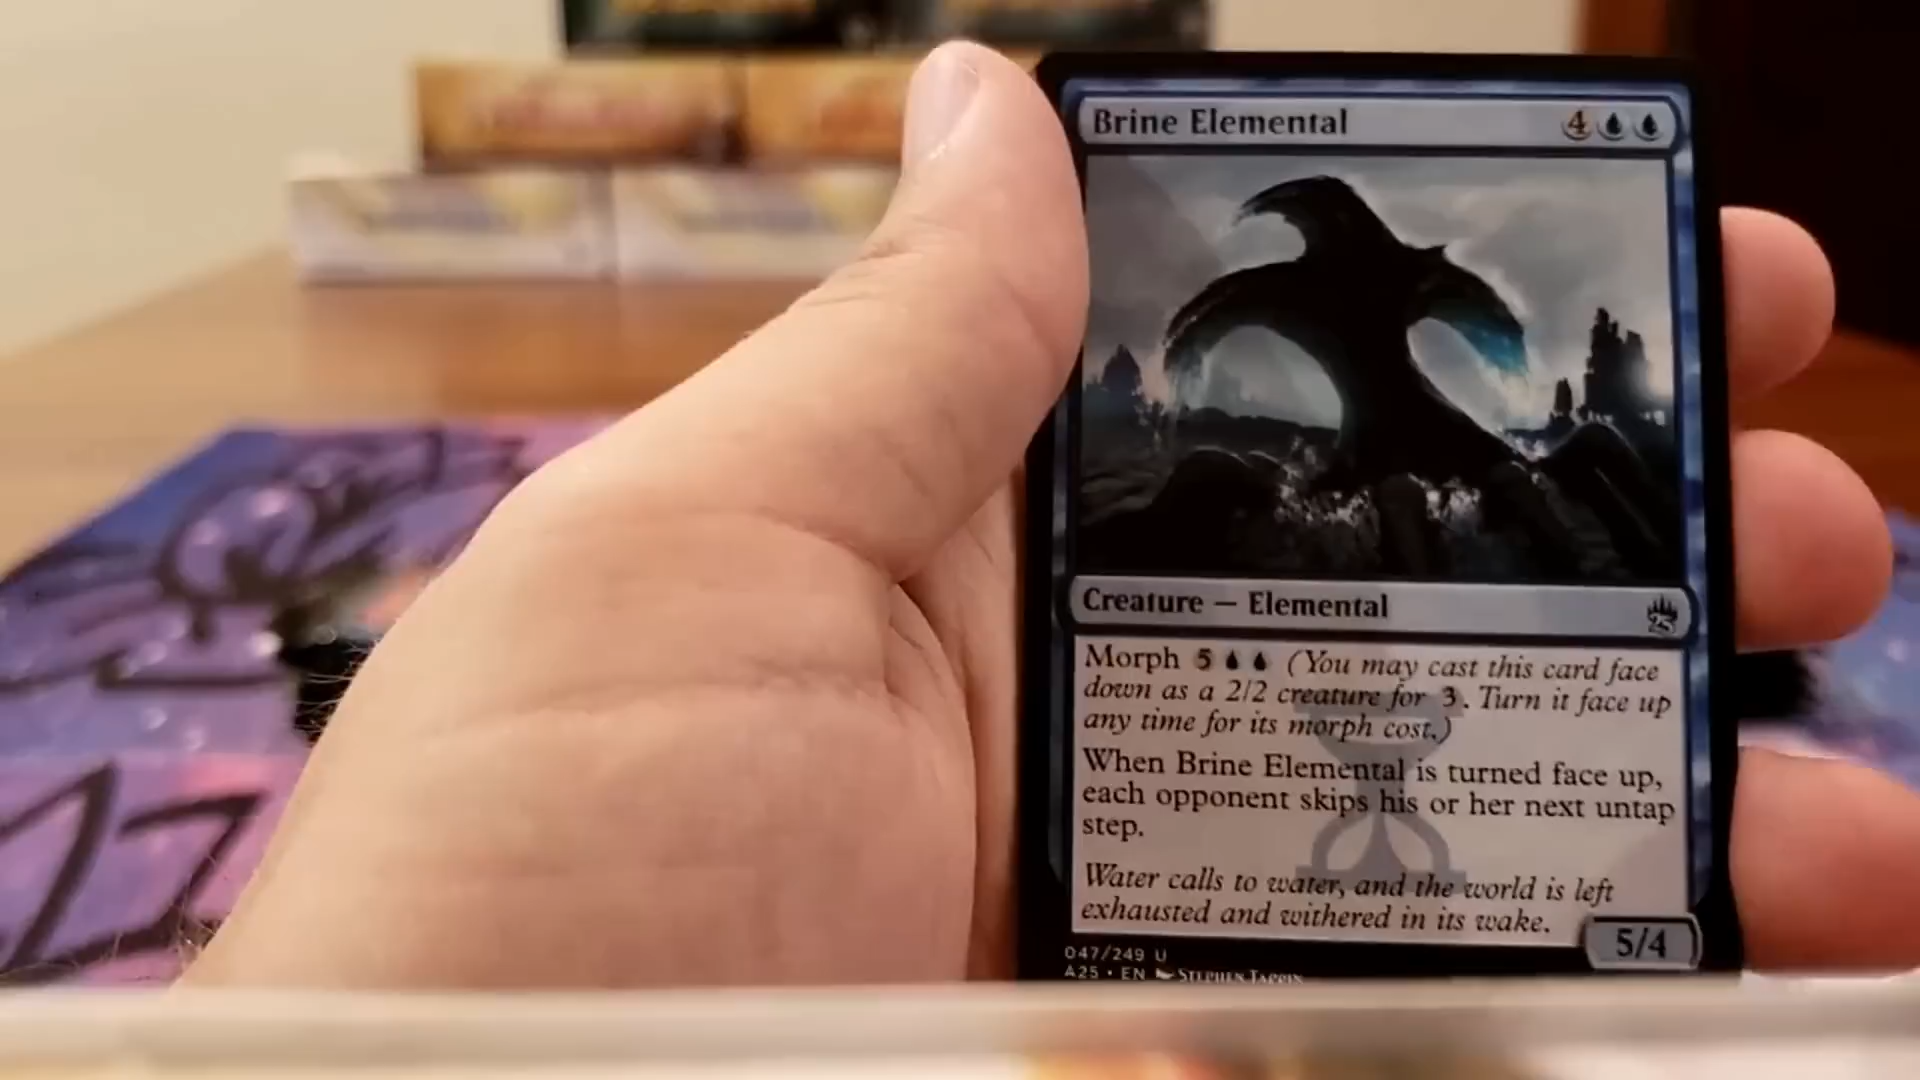 Brine Elemental 4
Creature — Elemental
25
Morph 5 (You may cast this card face
down as a 2/2 creature for 3. Turn it face up
any time for its morph cost.)
When Brine Elemental is turned face up,
each opponent skips his or her next untap
step.
Water calls to water, and the world is left
exhausted and withered in its wake.
5/4
047/249 U
A25 • EN STEPHEN TAPPIN